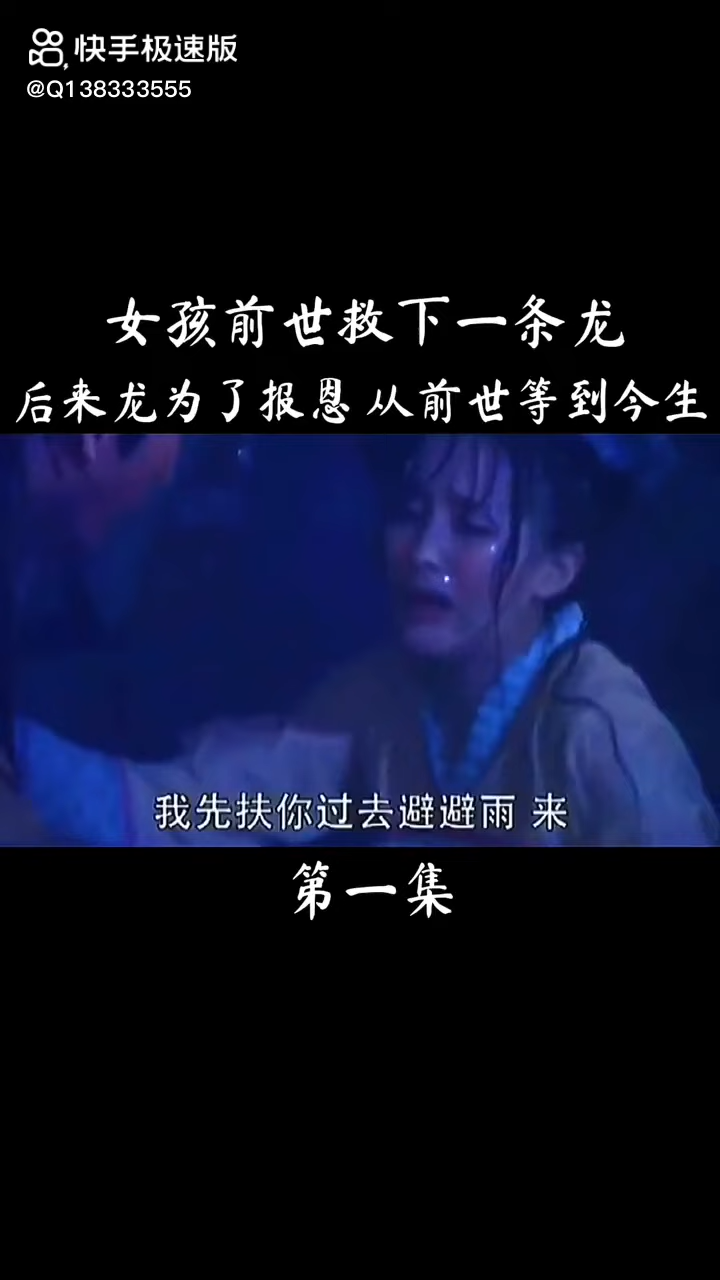 快手极速版
@Q138333555
女孩前世救下一条龙
后来龙为了报恩 从前世等到今生
我先扶你过去避避雨 来
第一集